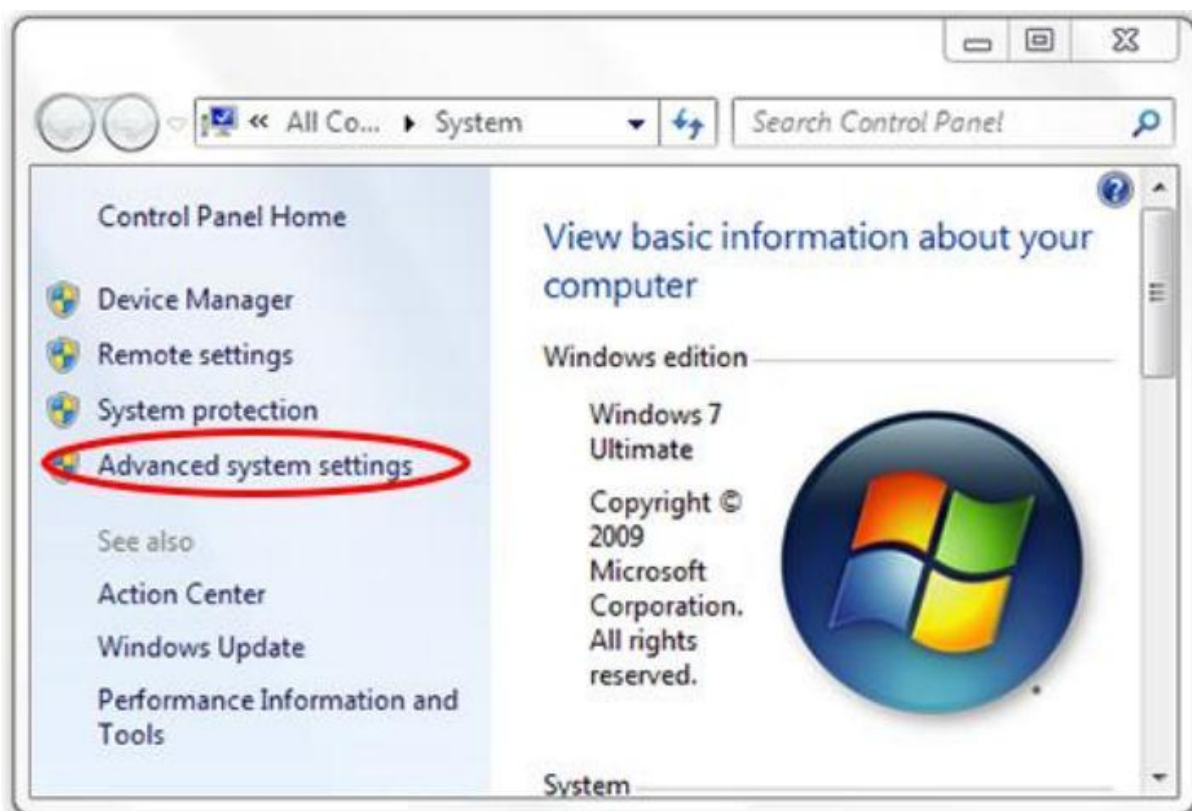 « All Co... ▸ System
Search Control Panel
Control Panel Home
Device Manager
Remote settings
System protection
Advanced system settings
See also
Action Center
Windows Update
Performance Information and
Tools
View basic information about your
computer
Windows edition
Windows 7
Ultimate
Copyright ©
2009
Microsoft
Corporation.
All rights
reserved.
System